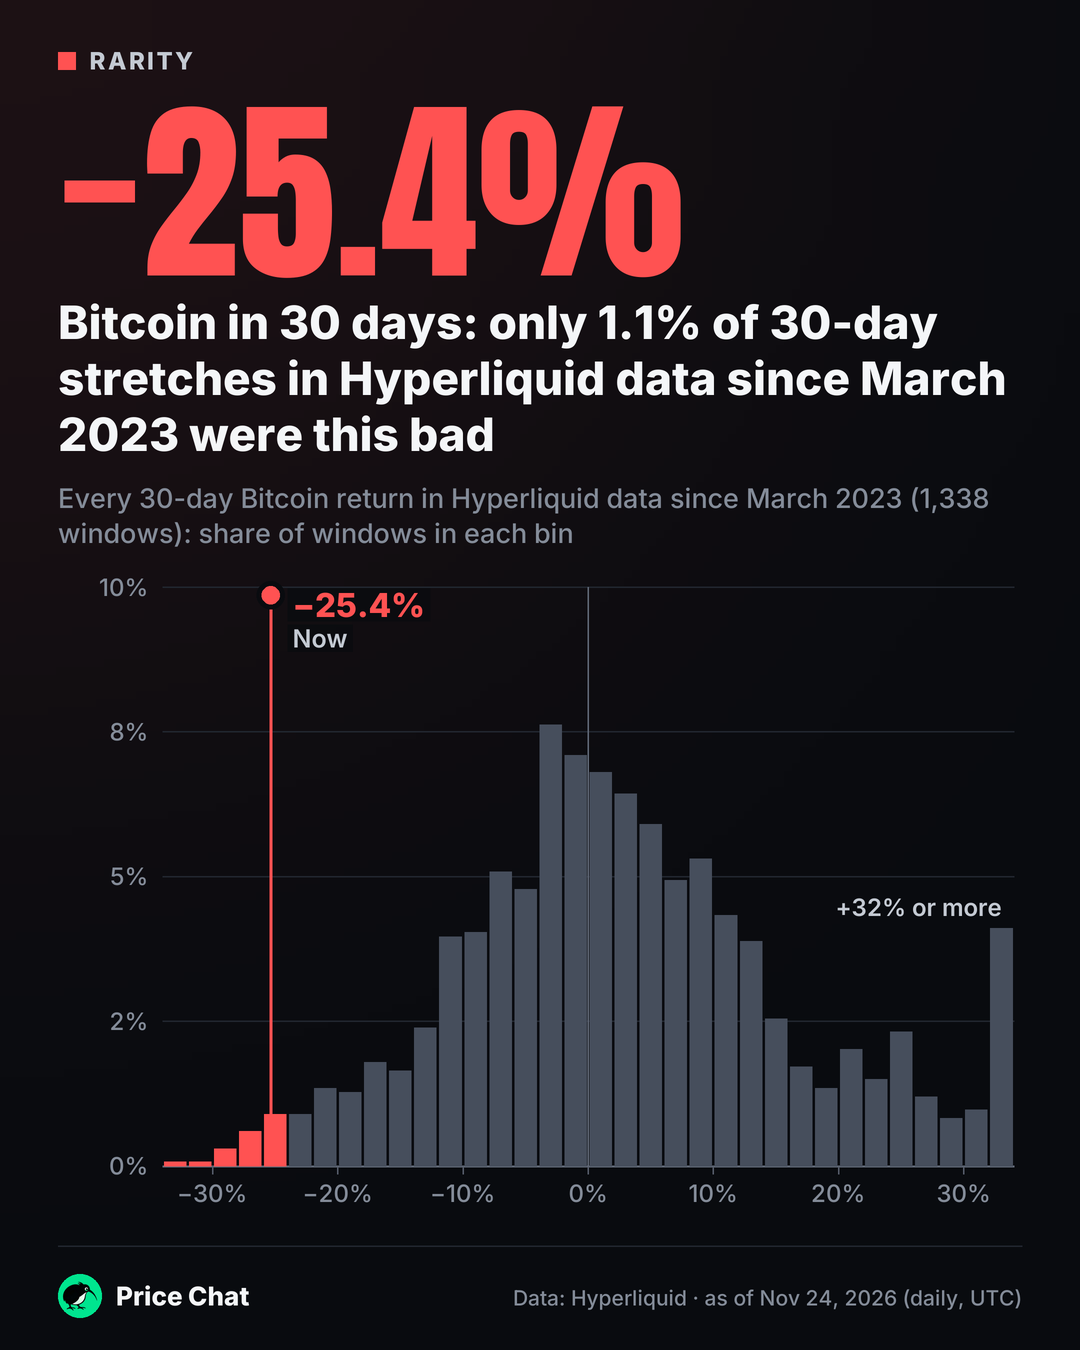 RARITY
−25.4%
Bitcoin in 30 days: only 1.1% of 30-day
stretches in Hyperliquid data since March
2023 were this bad
Every 30-day Bitcoin return in Hyperliquid data since March 2023 (1,338
windows): share of windows in each bin
10%
−25.4%
Now
8%
5%
+32% or more
2%
0%
−30% −20% −10% 0% 10% 20% 30%
Price Chat
Data: Hyperliquid · as of Nov 24, 2026 (daily, UTC)